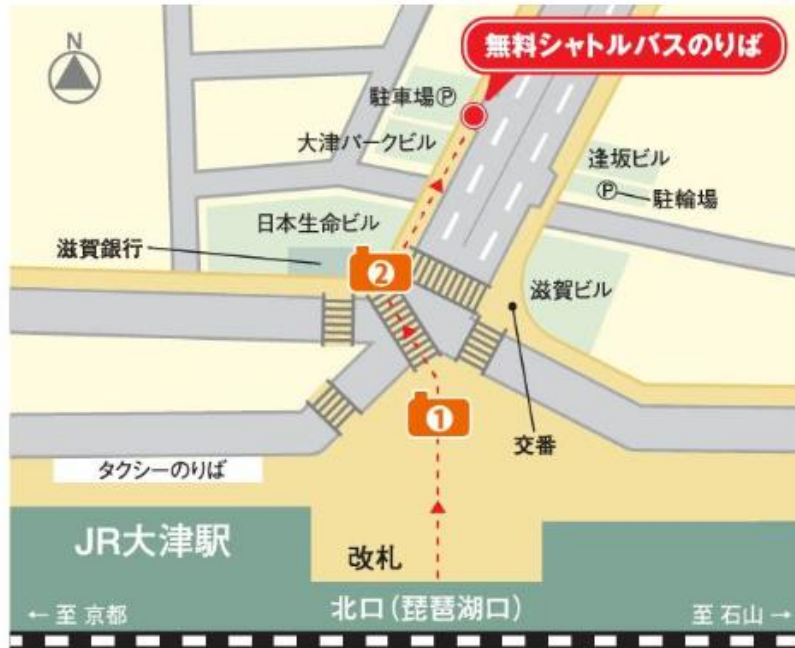 N
無料シャトルバスのりば
駐車場Ⓟ
大津パークビル
逢坂ビル
Ⓟ
駐輪場
日本生命ビル
滋賀銀行
❷
滋賀ビル
❶
交番
タクシーのりば
JR大津駅
改札
← 至 京都
北口(琵琶湖口)
至 石山 →